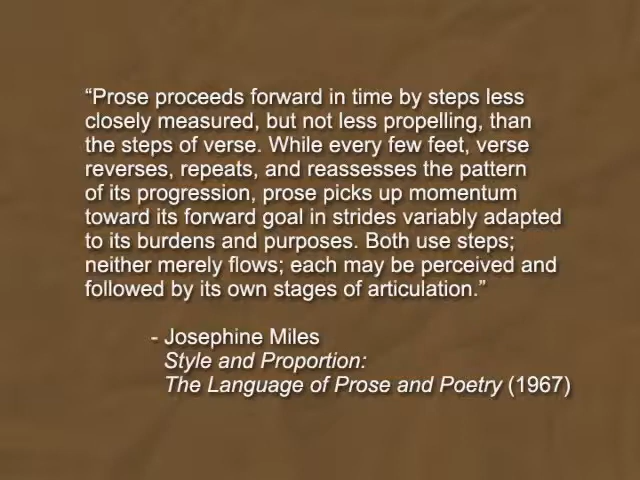 “Prose proceeds forward in time by steps less
closely measured, but not less propelling, than
the steps of verse. While every few feet, verse
reverses, repeats, and reassesses the pattern
of its progression, prose picks up momentum
toward its forward goal in strides variably adapted
to its burdens and purposes. Both use steps;
neither merely flows; each may be perceived and
followed by its own stages of articulation.”
- Josephine Miles
Style and Proportion:
The Language of Prose and Poetry (1967)